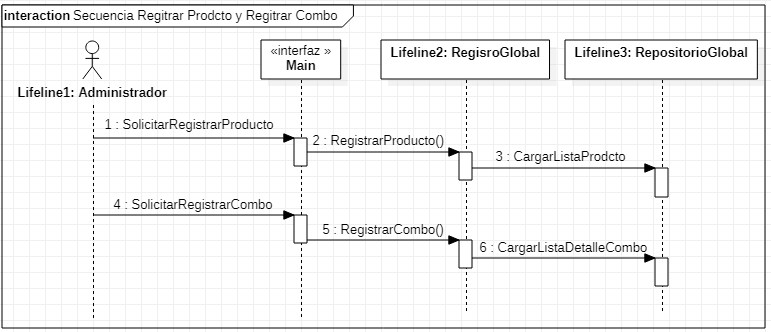 interaction Secuencia Regitrar Prodcto y Regitrar Combo
«interfaz »
Main
Lifeline2: RegisroGlobal
Lifeline3: RepositorioGlobal
Lifeline1: Administrador
1 : SolicitarRegistrarProducto
2 : RegistrarProducto()
3 : CargarListaProdcto
4 : SolicitarRegistrarCombo
5 : RegistrarCombo()
6 : CargarListaDetalleCombo